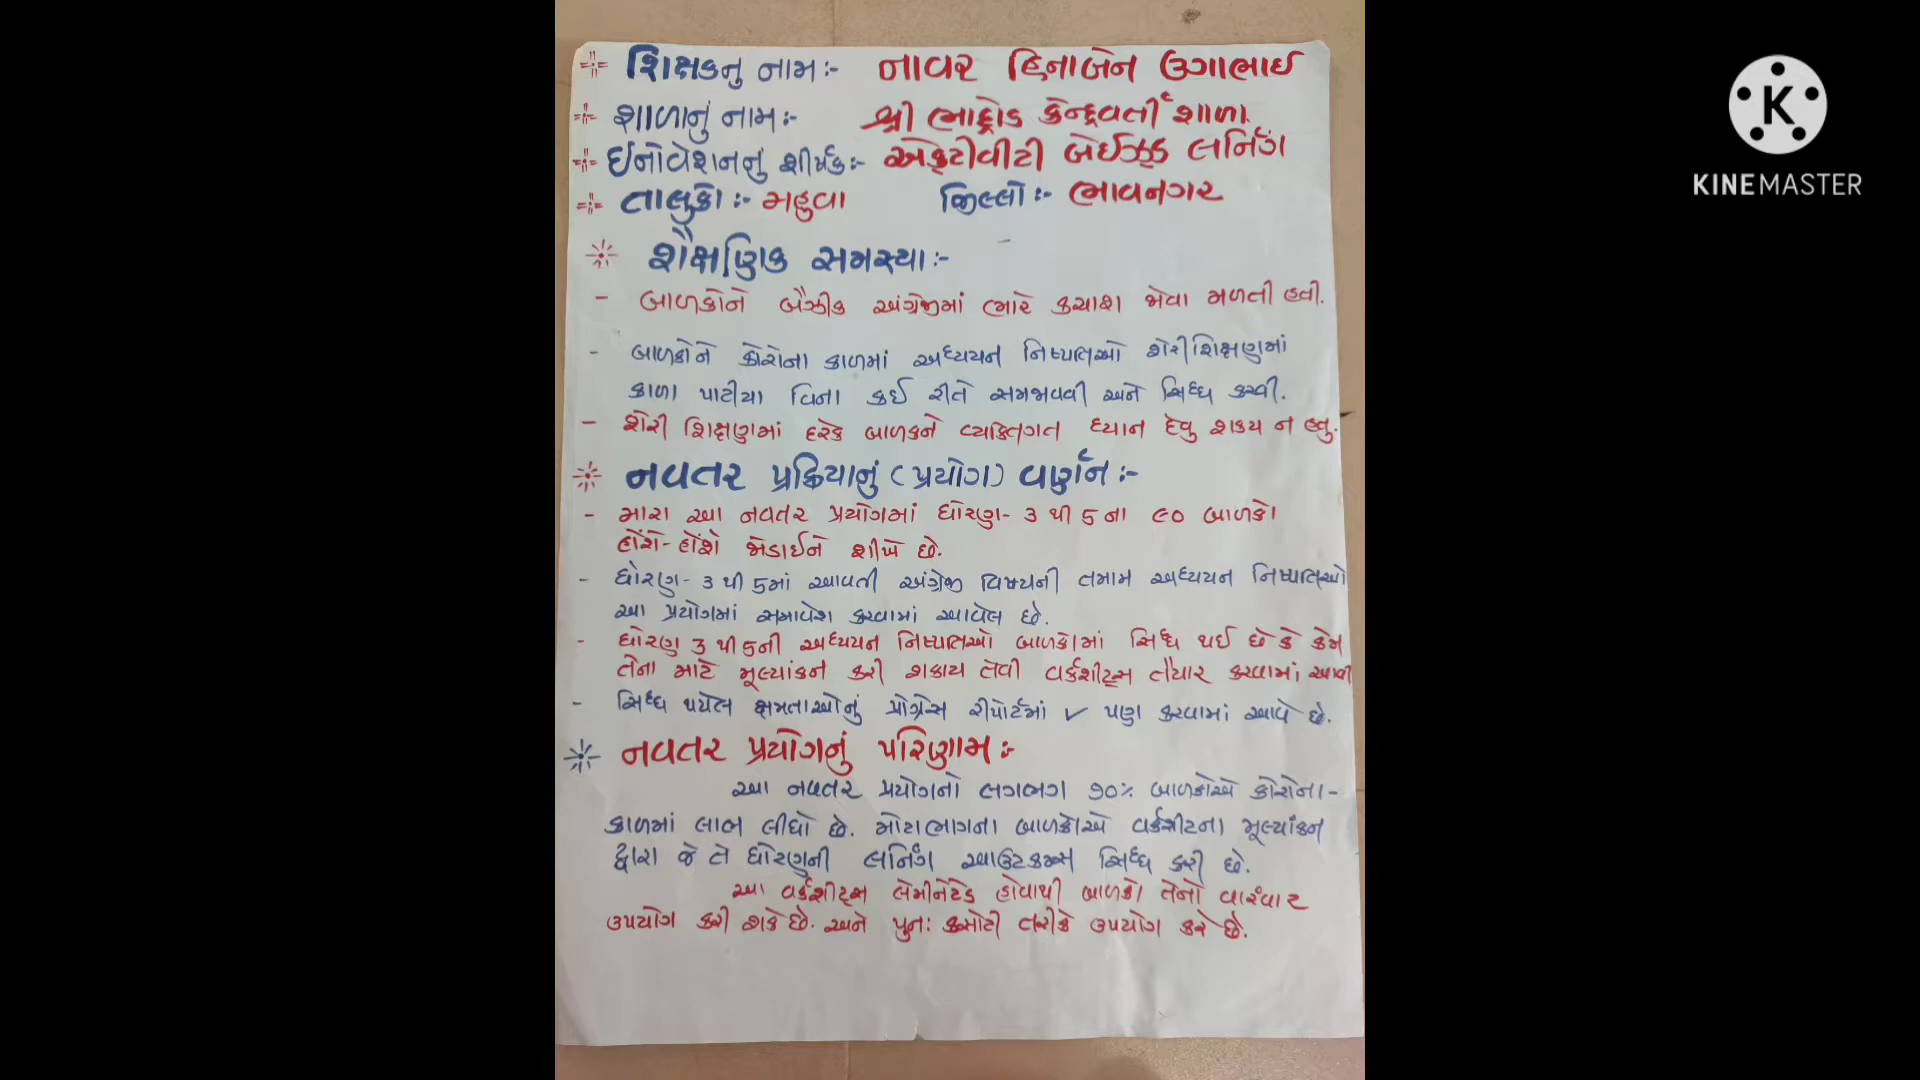 શિક્ષકનુ નામ:- નાવર હિનાબેન ઉગાભાઈ
શાળાનું નામ:- શ્રી ભાદ્રોડ કેન્દ્રવર્તી શાળા.
ઈનોવેશનનું શીર્ષક:- એક્ટીવીટી બેઈઝ્ડ લર્નિંગ
તાલુકો:- મહુવા જિલ્લો:- ભાવનગર
શૈક્ષણિક સમસ્યા:-
- બાળકોને બેઝીક અંગ્રેજીમાં ભારે કચાશ જોવા મળતી હતી.
- બાળકોને કોરોના કાળમાં અધ્યયન નિષ્પત્તિઓ શેરીશિક્ષણમાં
કાળા પાટીયા વિના કઈ રીતે સમજાવવી અને સિધ્ધ કરવી.
- શેરી શિક્ષણમાં દરેક બાળકને વ્યક્તિગત ધ્યાન દેવુ શક્ય ન હતુ.
નવતર પ્રક્રિયાનું (પ્રયોગ) વર્ણન:-
- મારા આ નવતર પ્રયોગમાં ધોરણ- ૩ થી ૫ ના ૯૦ બાળકો
હોંશે-હોંશે જોડાઈને શીખે છે.
- ધોરણ- ૩ થી ૫માં આવતી અંગ્રેજી વિષયની તમામ અધ્યયન નિષ્પત્તિઓ
આ પ્રયોગમાં સમાવેશ કરવામાં આવેલ છે.
- ધોરણ ૩ થી ૫ની અધ્યયન નિષ્પત્તિઓ બાળકોમાં સિધ્ધ થઈ છે કે કેમ
તેના માટે મૂલ્યાંકન કરી શકાય તેવી વર્કશીટ્સ તૈયાર કરવામાં આવી
- સિધ્ધ થયેલ ક્ષમતાઓનું પ્રોગ્રેસ રીપોર્ટમાં ✓ પણ કરવામાં આવે છે.
નવતર પ્રયોગનું પરિણામ:-
આ નવતર પ્રયોગનો લગભગ ૭૦% બાળકોએ કોરોના-
કાળમાં લાભ લીધો છે. મોટાભાગના બાળકોએ વર્કશીટના મૂલ્યાંકન
દ્વારા જે તે ધોરણની લર્નિંગ આઉટકમ્સ સિધ્ધ કરી છે.
આ વર્કશીટ્સ લેમીનેટેડ હોવાથી બાળકો તેનો વારંવાર
ઉપયોગ કરી શકે છે. અને પુન: કસોટી તરીકે ઉપયોગ કરે છે.
K
KINEMASTER